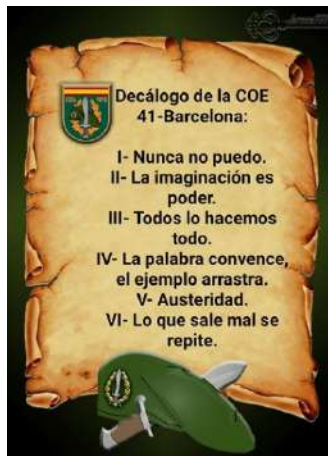 Decálogo de la COE
41-Barcelona:
I- Nunca no puedo.
II- La imaginación es
poder.
III- Todos lo hacemos
todo.
IV- La palabra convence,
el ejemplo arrastra.
V- Austeridad.
VI- Lo que sale mal se
repite.